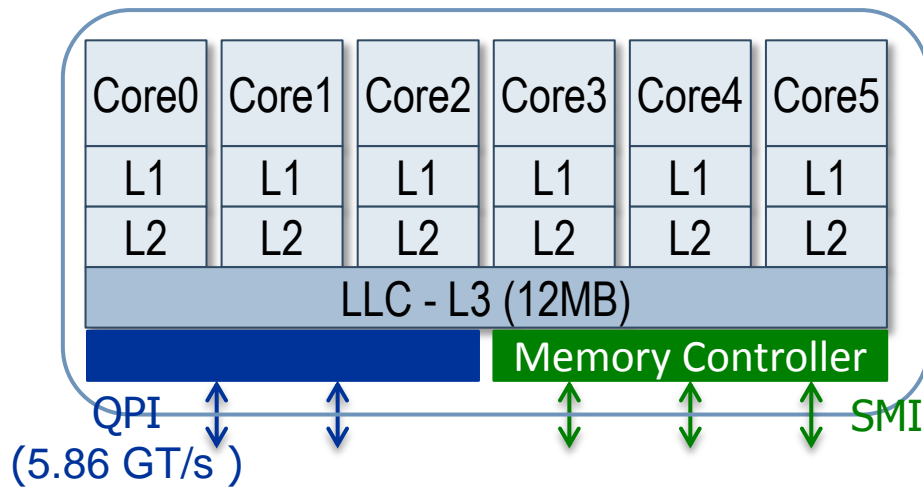 Core0 Core1 Core2 Core3 Core4 Core5
L1 L1 L1 L1 L1 L1
L2 L2 L2 L2 L2 L2
LLC - L3 (12MB)
Memory Controller
QPI SMI
(5.86 GT/s )